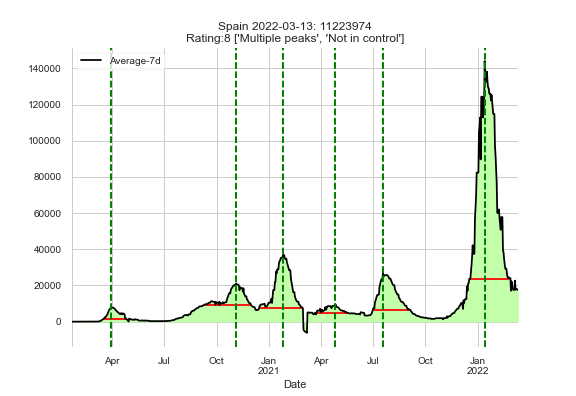 Spain 2022-03-13: 11223974
Rating:8 ['Multiple peaks', 'Not in control']
Average-7d
140000
120000
100000
80000
60000
40000
20000
0
Apr Jul Oct Jan Apr Jul Oct Jan
2021 2022
Date